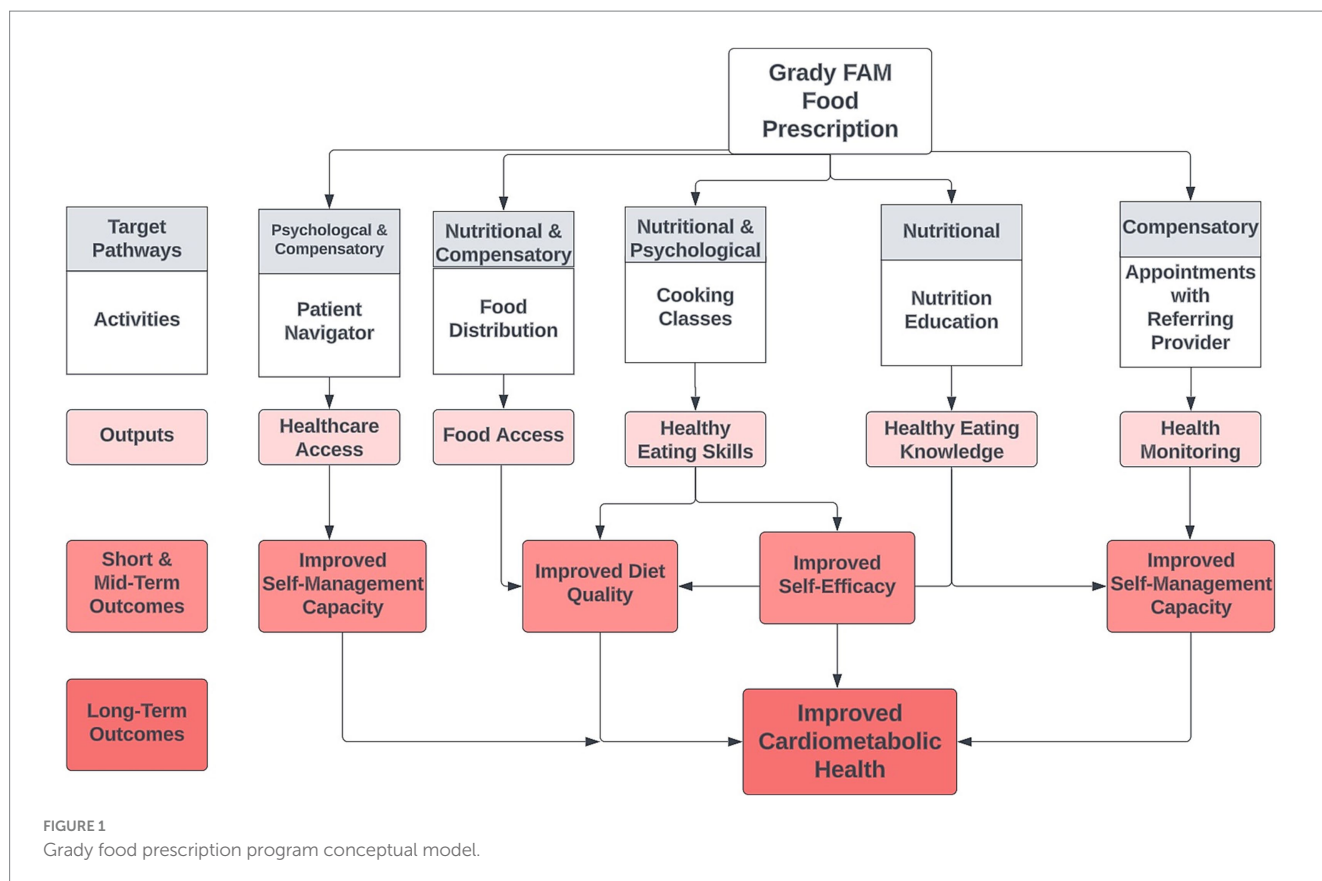 Grady FAM
Food
Prescription
Target
Pathways
Activities
Psychologcal &
Compensatory
Patient
Navigator
Nutritional &
Compensatory
Food
Distribution
Nutritional &
Psychological
Cooking
Classes
Nutritional
Nutrition
Education
Compensatory
Appointments
with
Referring
Provider
Outputs
Healthcare
Access
Food Access
Healthy
Eating Skills
Healthy Eating
Knowledge
Health
Monitoring
Short &
Mid-Term
Outcomes
Improved
Self-Management
Capacity
Improved Diet
Quality
Improved
Self-Efficacy
Improved
Self-Management
Capacity
Long-Term
Outcomes
Improved
Cardiometabolic
Health
FIGURE 1
Grady food prescription program conceptual model.